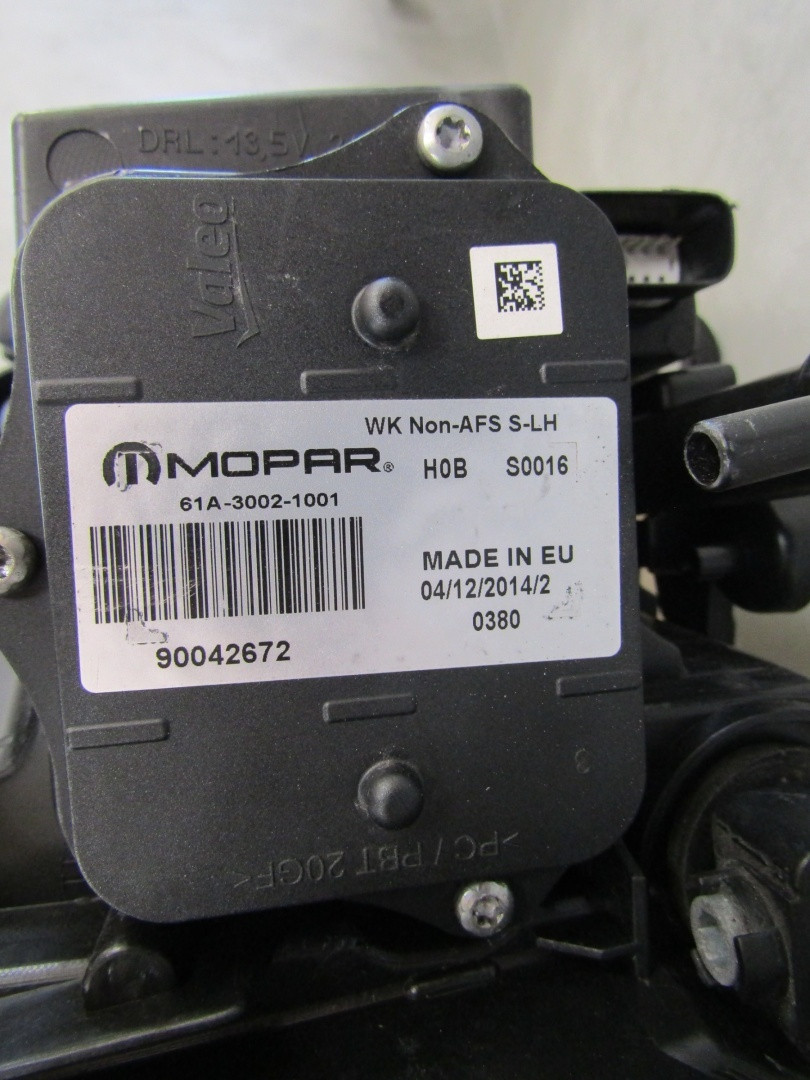 DRL: 13,5V
Valeo
WK Non-AFS S-LH
MOPAR®
H0B S0016
61A-3002-1001
MADE IN EU
04/12/2014/2
0380
90042672
3
>PC / PBT 20GF<